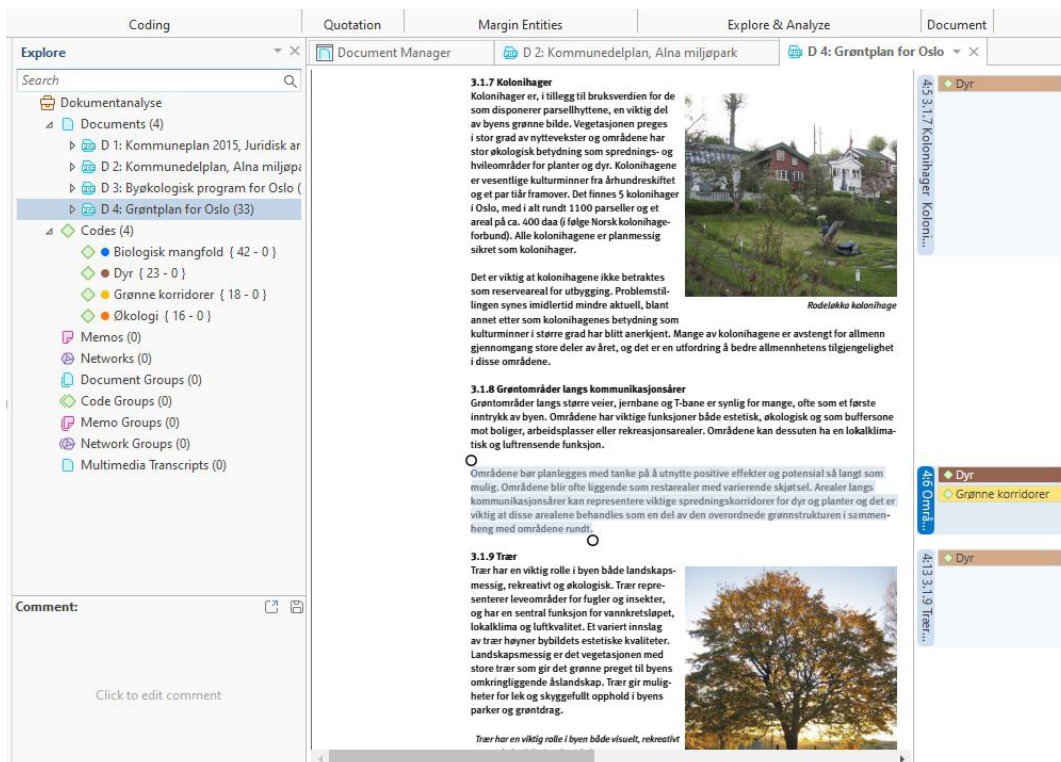 Coding
Quotation
Margin Entities
Explore & Analyze
Document
Explore
Search
Dokumentanalyse
Documents (4)
D 1: Kommuneplan 2015, Juridisk ar
D 2: Kommunedelplan, Alna miljøpa
D 3: Byøkologisk program for Oslo (
D 4: Grøntplan for Oslo (33)
Codes (4)
Biologisk mangfold { 42 - 0 }
Dyr { 23 - 0 }
Grønne korridorer { 18 - 0 }
Økologi { 16 - 0 }
Memos (0)
Networks (0)
Document Groups (0)
Code Groups (0)
Memo Groups (0)
Network Groups (0)
Multimedia Transcripts (0)
Comment:
Click to edit comment
Document Manager
D 2: Kommunedelplan, Alna miljøpark
D 4: Grøntplan for Oslo
3.1.7 Kolonihager
Kolonihager er, i tillegg til bruksverdien for de
som disponerer parsellhyttene, en viktig del
av byens grønne bilde. Vegetasjonen preges
i stor grad av nyttevekster og områdene har
stor økologisk betydning som sprednings- og
hvileområder for planter og dyr. Kolonihagene
er vesentlige kulturminner fra århundreskiftet
og et par tiår framover. Det finnes 5 kolonihager
i Oslo, med i alt rundt 1100 parseller og et
areal på ca. 400 daa (i følge Norsk kolonihage-
forbund). Alle kolonihagene er planmessig
sikret som kolonihager.
Det er viktig at kolonihagene ikke betraktes
som reserveareal for utbygging. Problemstil-
lingen synes imidlertid mindre aktuell, blant
annet etter som kolonihagenes betydning som
kulturminner i større grad har blitt anerkjent. Mange av kolonihagene er avstengt for allmenn
gjennomgang store deler av året, og det er en utfordring å bedre allmennhetens tilgjengelighet
i disse områdene.
Rodeløkka kolonihage
3.1.8 Grøntområder langs kommunikasjonsårer
Grøntområder langs større veier, jernbane og T-bane er synlig for mange, ofte som et første
inntrykk av byen. Områdene har viktige funksjoner både estetisk, økologisk og som buffersone
mot boliger, arbeidsplasser eller rekreasjonsarealer. Områdene kan dessuten ha en lokalklima-
tisk og luftrensende funksjon.
Områdene bør planlegges med tanke på å utnytte positive effekter og potensial så langt som
mulig. Områdene blir ofte liggende som restarealer med varierende skjøtsel. Arealer langs
kommunikasjonsårer kan representere viktige spredningskorridorer for dyr og planter og det er
viktig at disse arealene behandles som en del av den overordnede grønnstrukturen i sammen-
heng med områdene rundt.
3.1.9 Trær
Trær har en viktig rolle i byen både landskaps-
messig, rekreativt og økologisk. Trær repre-
senterer leveområder for fugler og insekter,
og har en sentral funksjon for vannkretsløpet,
lokalklima og luftkvalitet. Et variert innslag
av trær høyner bybildets estetiske kvaliteter.
Landskapsmessig er det vegetasjonen med
store trær som gir det grønne preget til byens
omkringliggende åslandskap. Trær gir mulig-
heter for lek og skyggefullt opphold i byens
parker og grøntdrag.
Trær har en viktig rolle i byen både visuelt, rekreativt
4:5 3.1.7 Kolonihager Koloni...
Dyr
4:6 Områ...
Dyr
Grønne korridorer
4:13 3.1.9 Trær...
Dyr